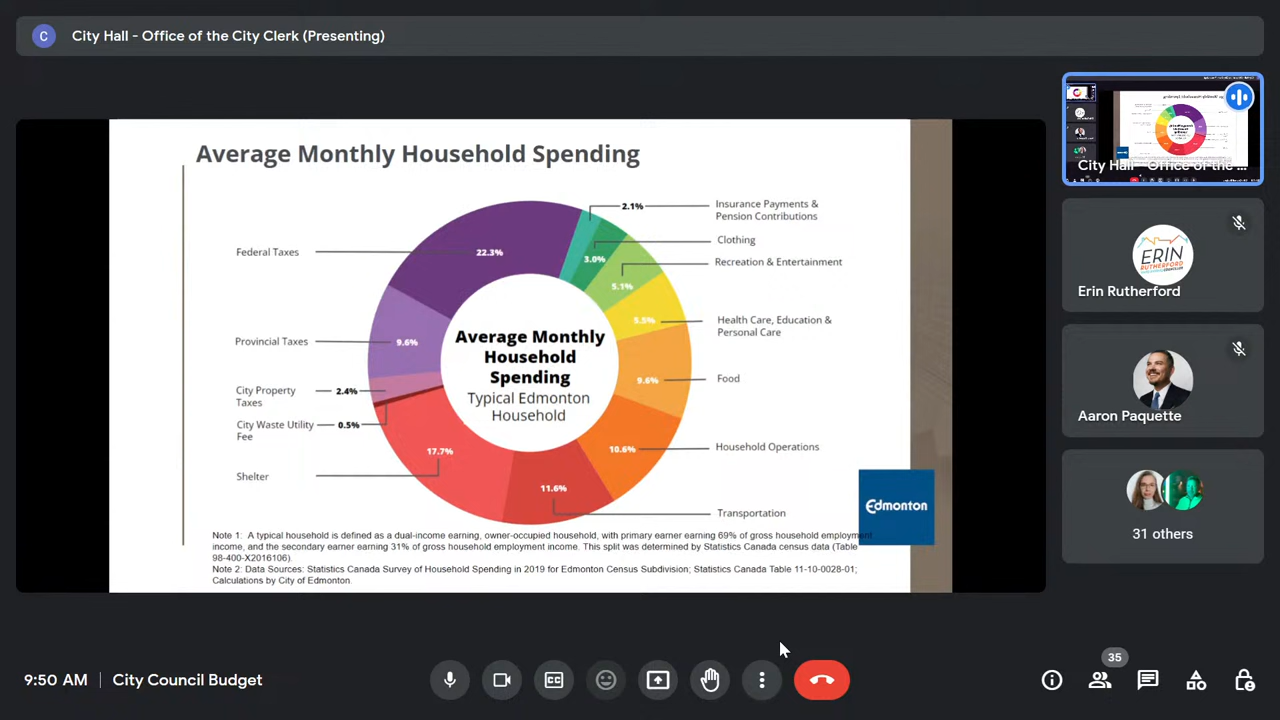 C
City Hall - Office of the City Clerk (Presenting)
Average Monthly Household Spending
2.1%
Insurance Payments &
Pension Contributions
Clothing
3.0%
Recreation & Entertainment
5.1%
Federal Taxes
22.3%
Health Care, Education &
Personal Care
5.5%
Provincial Taxes
9.6%
Average Monthly
Household
Spending
Typical Edmonton
Household
Food
9.6%
City Property
Taxes
2.4%
City Waste Utility
Fee
0.5%
Household Operations
10.6%
Shelter
17.7%
Transportation
11.6%
Edmonton
Note 1: A typical household is defined as a dual-income earning, owner-occupied household, with primary earner earning 69% of gross household employment
income, and the secondary earner earning 31% of gross household employment income. This split was determined by Statistics Canada census data (Table
98-400-X2016106).
Note 2: Data Sources: Statistics Canada Survey of Household Spending in 2019 for Edmonton Census Subdivision; Statistics Canada Table 11-10-0028-01;
Calculations by City of Edmonton.
City Hall - Office of the ...
ERIN
RUTHERFORD
Erin Rutherford
Aaron Paquette
31 others
9:50 AM
City Council Budget
CC
35